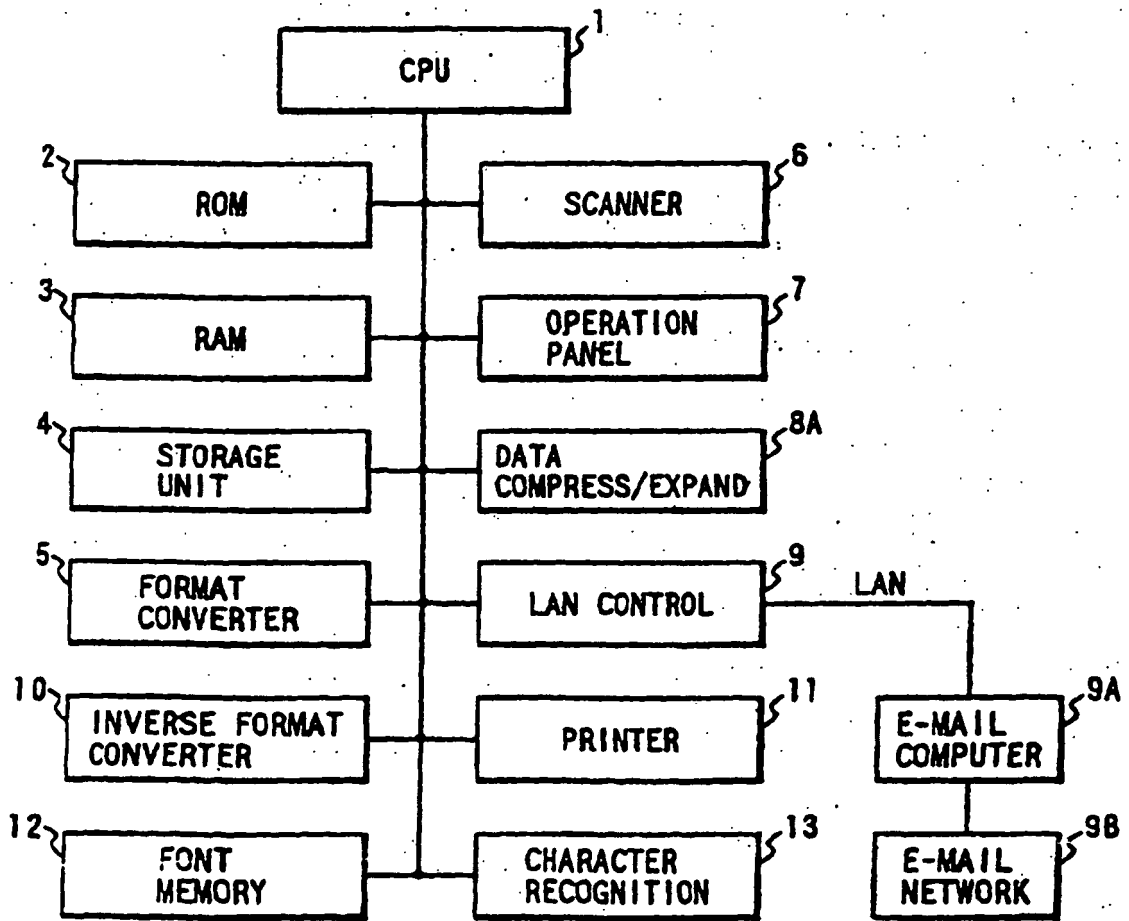 1
CPU
2
ROM
6
SCANNER
3
RAM
7
OPERATION
PANEL
4
STORAGE
UNIT
8A
DATA
COMPRESS/EXPAND
5
FORMAT
CONVERTER
9
LAN CONTROL
LAN
10
INVERSE FORMAT
CONVERTER
11
PRINTER
9A
E-MAIL
COMPUTER
12
FONT
MEMORY
13
CHARACTER
RECOGNITION
9B
E-MAIL
NETWORK